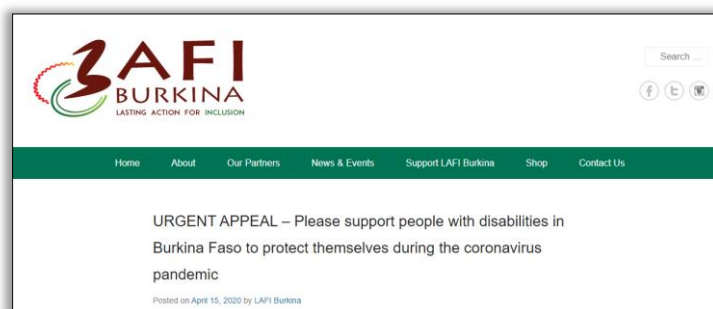 ƷAFI
BURKINA
LASTING ACTION FOR INCLUSION
Search ...
Home About Our Partners News & Events Support LAFI Burkina Shop Contact Us
URGENT APPEAL – Please support people with disabilities in
Burkina Faso to protect themselves during the coronavirus
pandemic
Posted on April 15, 2020 by LAFI Burkina